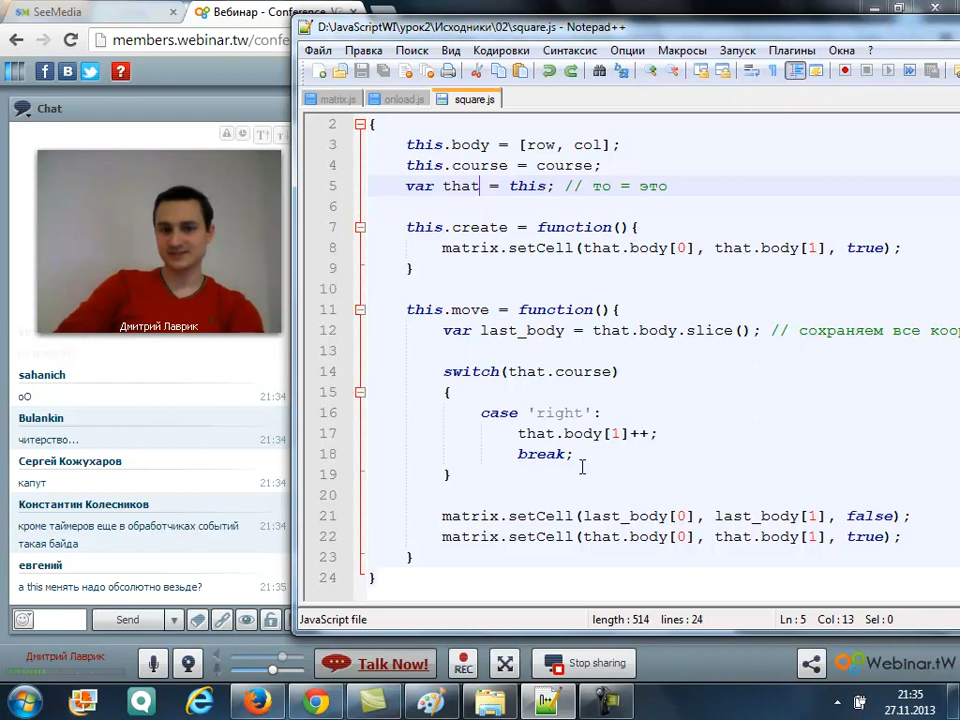 SeeMedia
Вебинар - Conference
members.webinar.tw/confe
Chat
Дмитрий Лаврик
sahanich
оО
21:34
Bulankin
читерство...
21:34
Сергей Кожухаров
капут
21:34
Константин Колесников
кроме таймеров еще в обработчиках событий
21:34
такая байда
евгений
а this менять надо обсолютно везьде?
21:35
Send
D:\JavaScriptWI\урок2\Исходники\02\square.js - Notepad++
Файл Правка Поиск Вид Кодировки Синтаксис Опции Макросы Запуск Плагины Окна ?
matrix.js onload.js square.js
2 {
3 this.body = [row, col];
4 this.course = course;
5 var that = this; // то = это
6
7 this.create = function(){
8 matrix.setCell(that.body[0], that.body[1], true);
9 }
10
11 this.move = function(){
12 var last_body = that.body.slice(); // сохраняем все коор
13
14 switch(that.course)
15 {
16 case 'right':
17 that.body[1]++;
18 break;
19 }
20
21 matrix.setCell(last_body[0], last_body[1], false);
22 matrix.setCell(that.body[0], that.body[1], true);
23 }
24 }
JavaScript file length : 514 lines : 24 Ln : 5 Col : 13 Sel : 0
Дмитрий Лаврик
Talk Now!
REC
Stop sharing
Webinar.tw
21:35
27.11.2013